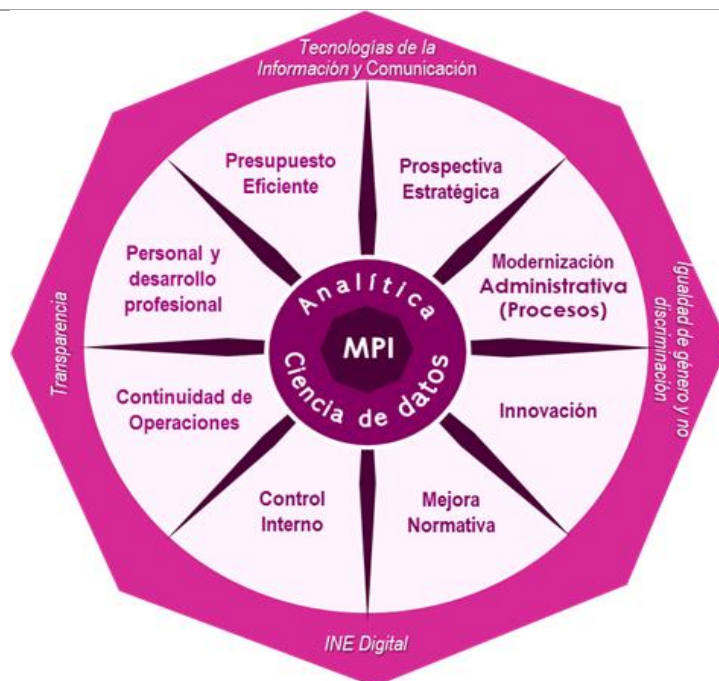 Tecnologías de la
Información y Comunicación
Presupuesto
Eficiente
Prospectiva
Estratégica
Personal y
desarrollo
profesional
Modernización
Administrativa
(Procesos)
Analítica
MPI
Ciencia de datos
Transparencia
Igualdad de género y no
discriminación
Continuidad de
Operaciones
Innovación
Control
Interno
Mejora
Normativa
INE Digital